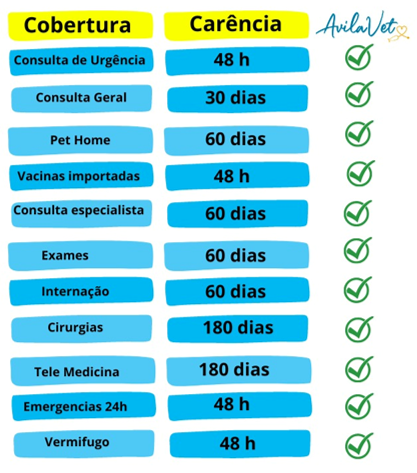 Cobertura Carência AvilaVet
Consulta de Urgência 48 h
Consulta Geral 30 dias
Pet Home 60 dias
Vacinas importadas 48 h
Consulta especialista 60 dias
Exames 60 dias
Internação 60 dias
Cirurgias 180 dias
Tele Medicina 180 dias
Emergencias 24h 48 h
Vermifugo 48 h